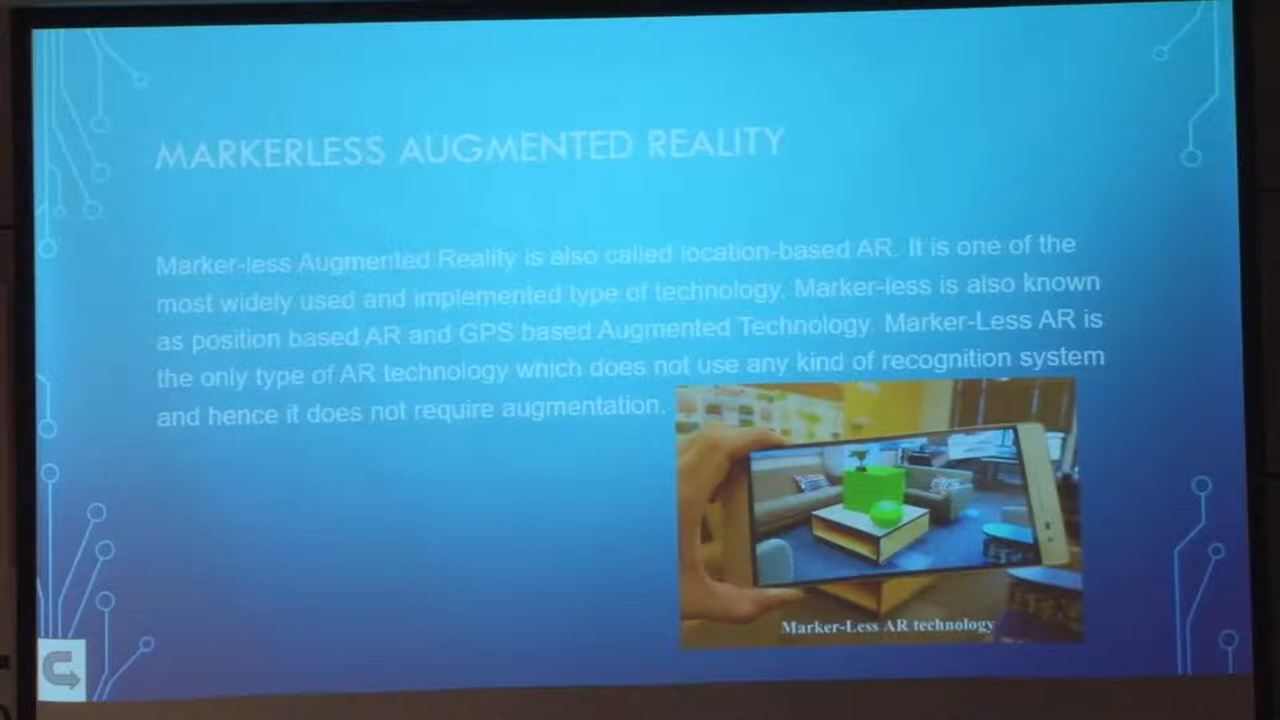 MARKERLESS AUGMENTED REALITY
Marker-less Augmented Reality is also called location-based AR. It is one of the
most widely used and implemented type of technology. Marker-less is also known
as position based AR and GPS based Augmented Technology. Marker-Less AR is
the only type of AR technology which does not use any kind of recognition system
and hence it does not require augmentation.
Marker-Less AR technology